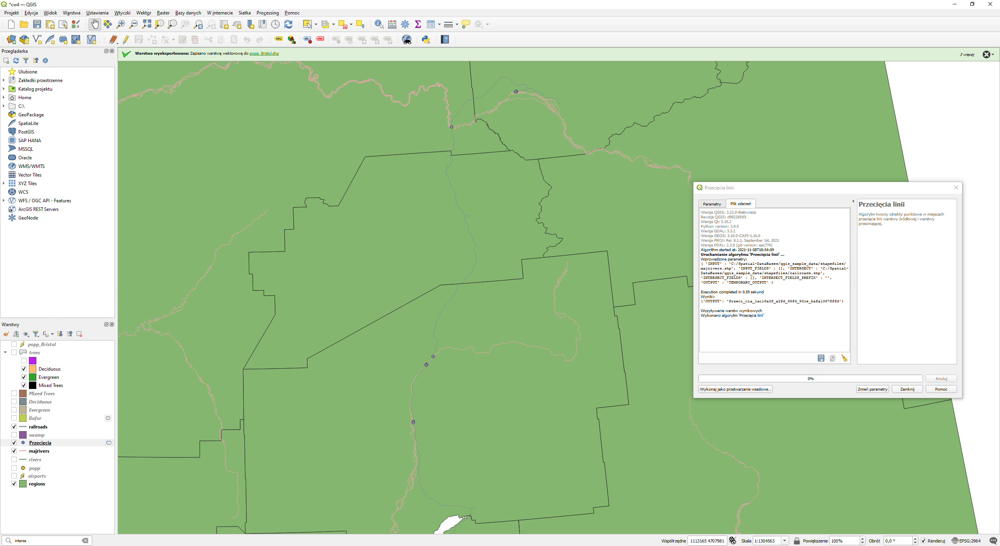 *cw4 — QGIS
Projekt Edycja Widok Warstwa Ustawienia Wtyczki Wektor Raster Bazy danych W internecie Siatka Processing Pomoc
Przeglądarka
Ulubione
Zakładki przestrzenne
Katalog projektu
Home
C:\
GeoPackage
SpatiaLite
PostGIS
SAP HANA
MSSQL
Oracle
WMS/WMTS
Vector Tiles
XYZ Tiles
WCS
WFS / OGC API - Features
ArcGIS REST Servers
GeoNode
Warstwy
popp_Bristol
trees
Deciduous
Evergreen
Mixed Trees
Mixed Trees
Deciduous
Evergreen
Bufor
railroads
swamp
Przecięcia
majrivers
rivers
popp
airports
regions
Warstwa wyeksportowana: Zapisano warstwę wektorową do popp_Bristol.shp
3 więcej
Przecięcia linii
Parametry Plik zdarzeń
Wersja QGIS: 3.22.0-Białowieża
Rewizja QGIS: d9022691f1
Wersja Qt: 5.15.2
Python version: 3.9.5
Wersja GDAL: 3.3.2
Wersja GEOS: 3.10.0-CAPI-1.16.0
Wersja PROJ: Rel. 8.1.1, September 1st, 2021
Wersja PDAL: 2.3.0 (git-version: eac774)
Algorithm started at: 2021-11-08T18:54:09
Uruchamianie algorytmu 'Przecięcia linii' ...
Wprowadzone parametry:
{ 'INPUT' : 'C:/Spatial-DataBases/qgis_sample_data/shapefiles/
majrivers.shp', 'INPUT_FIELDS' : [], 'INTERSECT' : 'C:/Spatial-
DataBases/qgis_sample_data/shapefiles/railroads.shp',
'INTERSECT_FIELDS' : [], 'INTERSECT_FIELDS_PREFIX' : '',
'OUTPUT' : 'TEMPORARY_OUTPUT' }
Execution completed in 0.59 sekund
Wyniki:
{'OUTPUT': 'Przeci_cia_1ac16a3f_a2fd_49f4_931e_bafa1367fffd'}
Wczytywanie warstw wynikowych
Wykonano algorytm 'Przecięcia linii'
Przecięcia linii
Algorytm tworzy obiekty punktowe w miejscach
przecięcia linii warstwy źródłowej i warstwy
przecinającej.
0%
Anuluj
Wykonaj jako przetwarzanie wsadowe...
Zmień parametry
Zamknij
Pomoc
interse
Współrzędne 1113165 4707981 Skala 1:1304563 Powiększenie 100% Obrót 0,0 ° Renderuj EPSG:2964